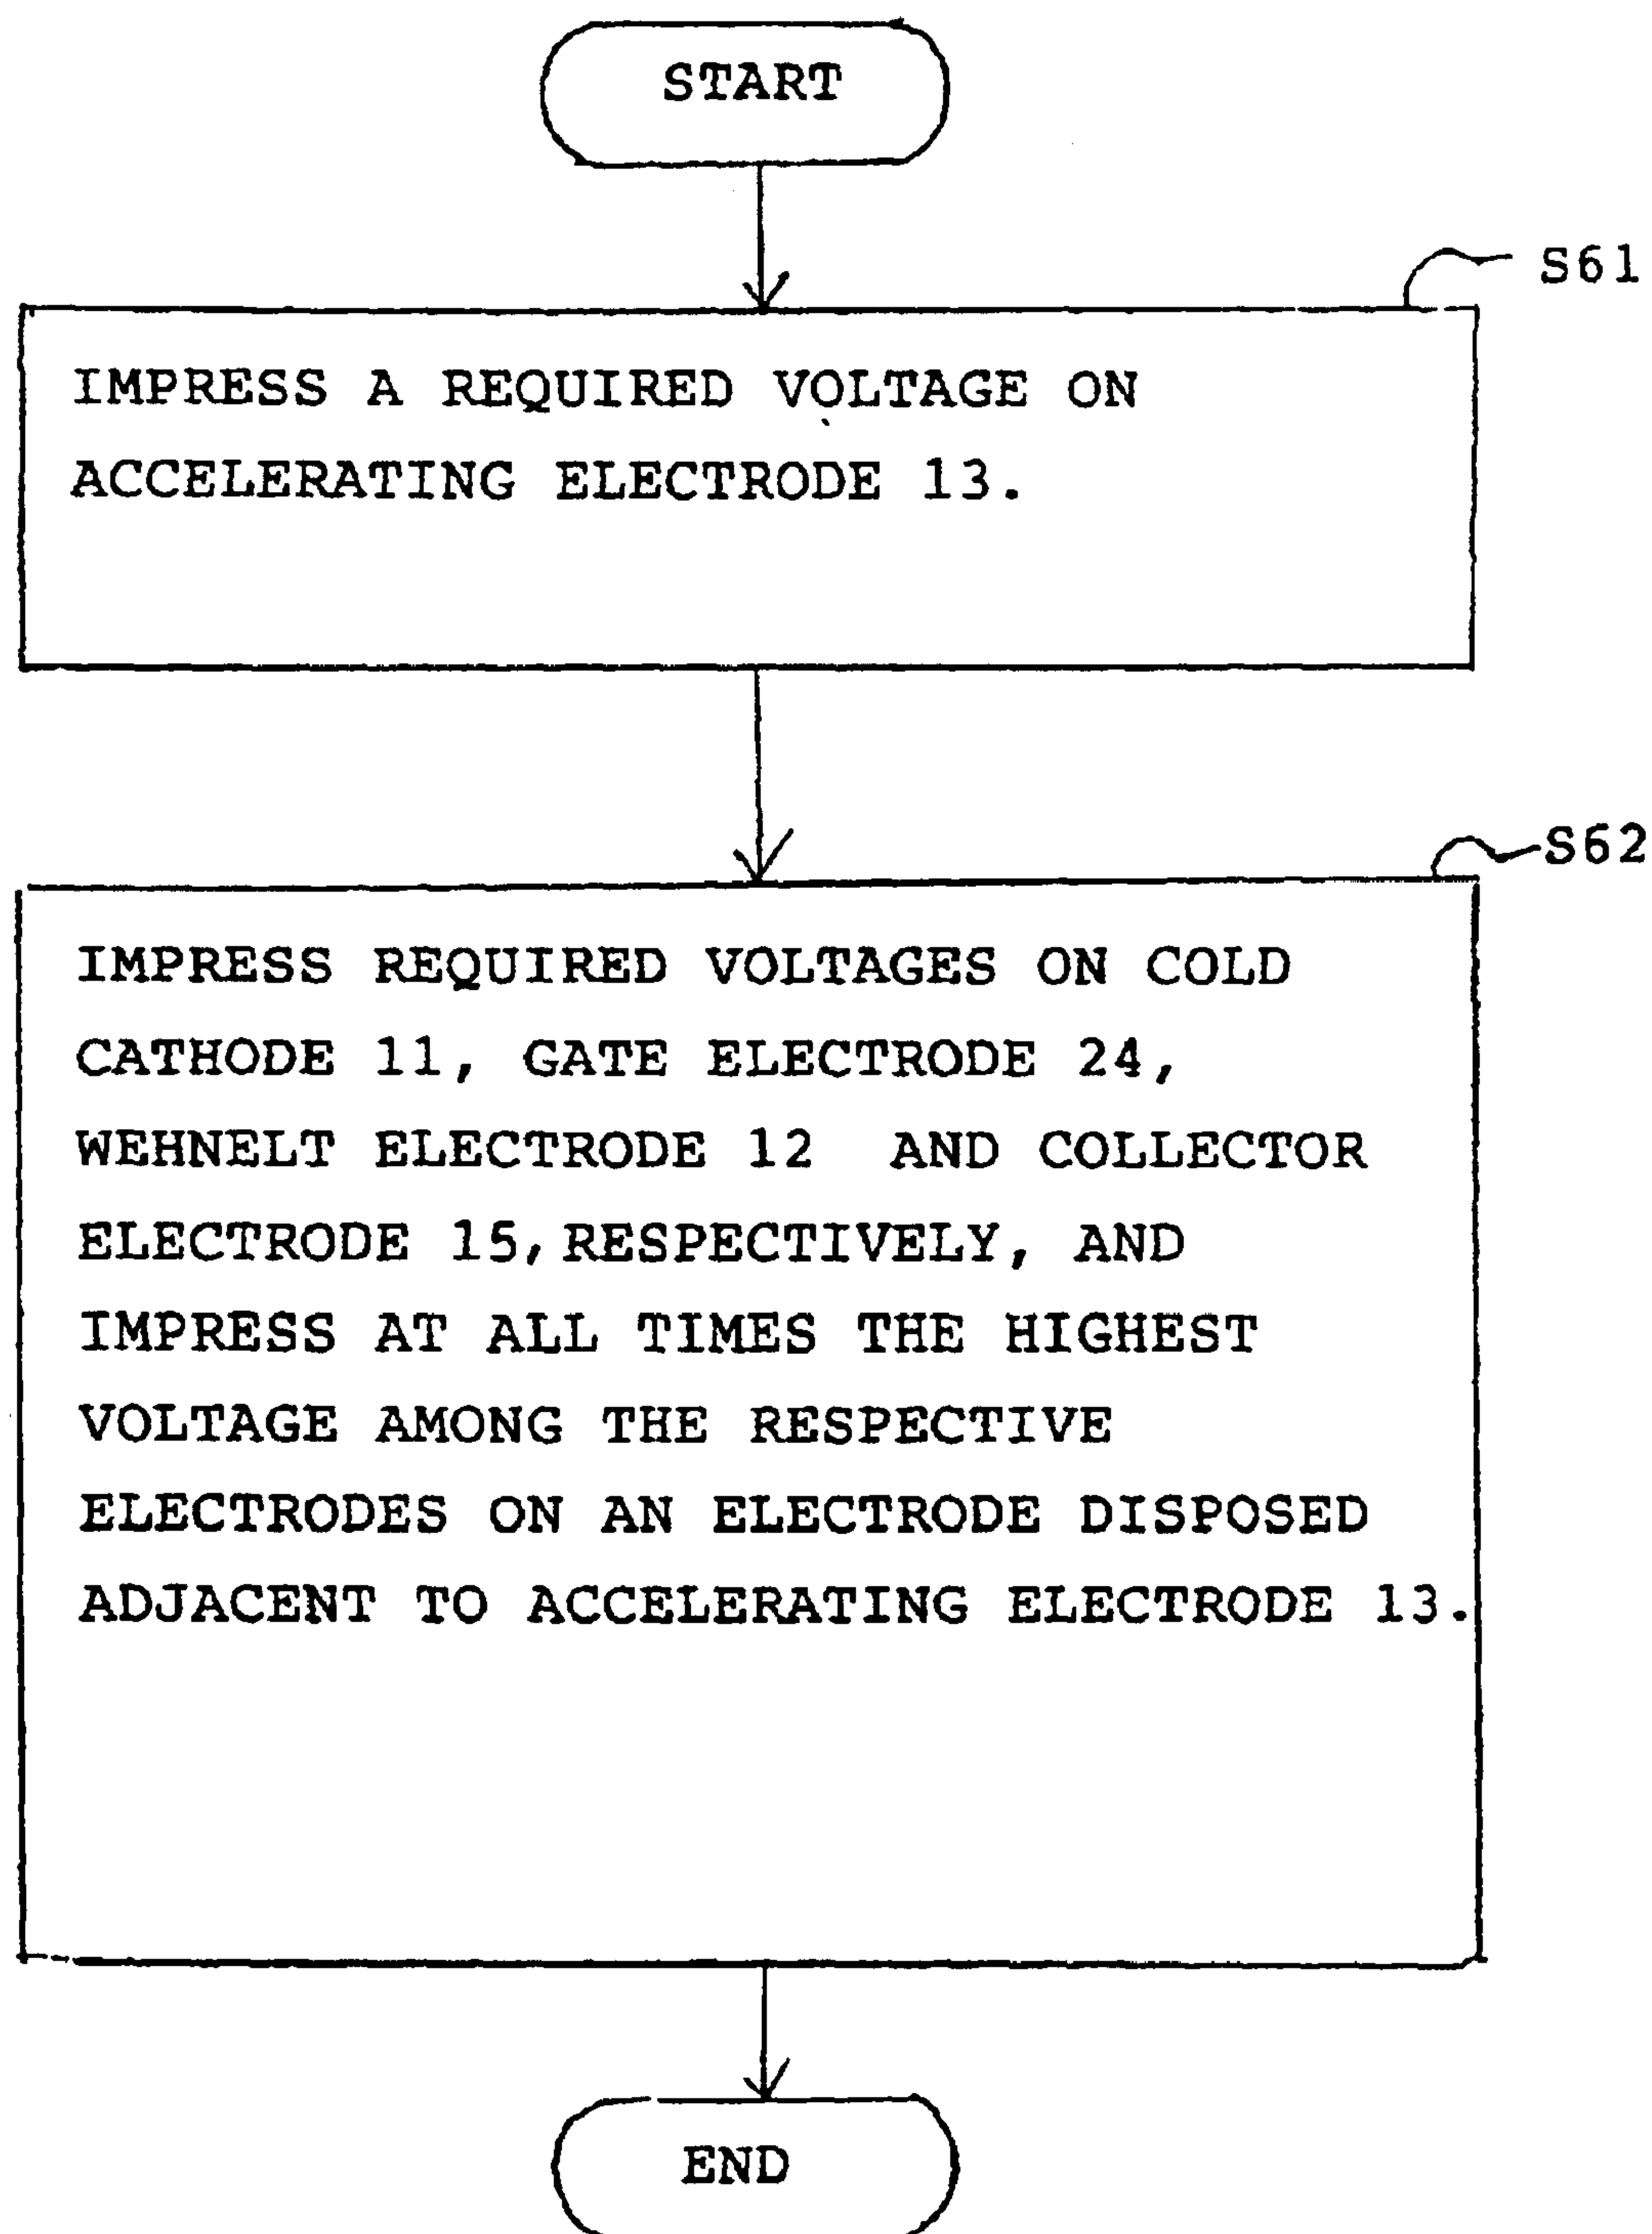 START
S61
IMPRESS A REQUIRED VOLTAGE ON
ACCELERATING ELECTRODE 13.
S62
IMPRESS REQUIRED VOLTAGES ON COLD
CATHODE 11, GATE ELECTRODE 24,
WEHNELT ELECTRODE 12 AND COLLECTOR
ELECTRODE 15, RESPECTIVELY, AND
IMPRESS AT ALL TIMES THE HIGHEST
VOLTAGE AMONG THE RESPECTIVE
ELECTRODES ON AN ELECTRODE DISPOSED
ADJACENT TO ACCELERATING ELECTRODE 13.
END